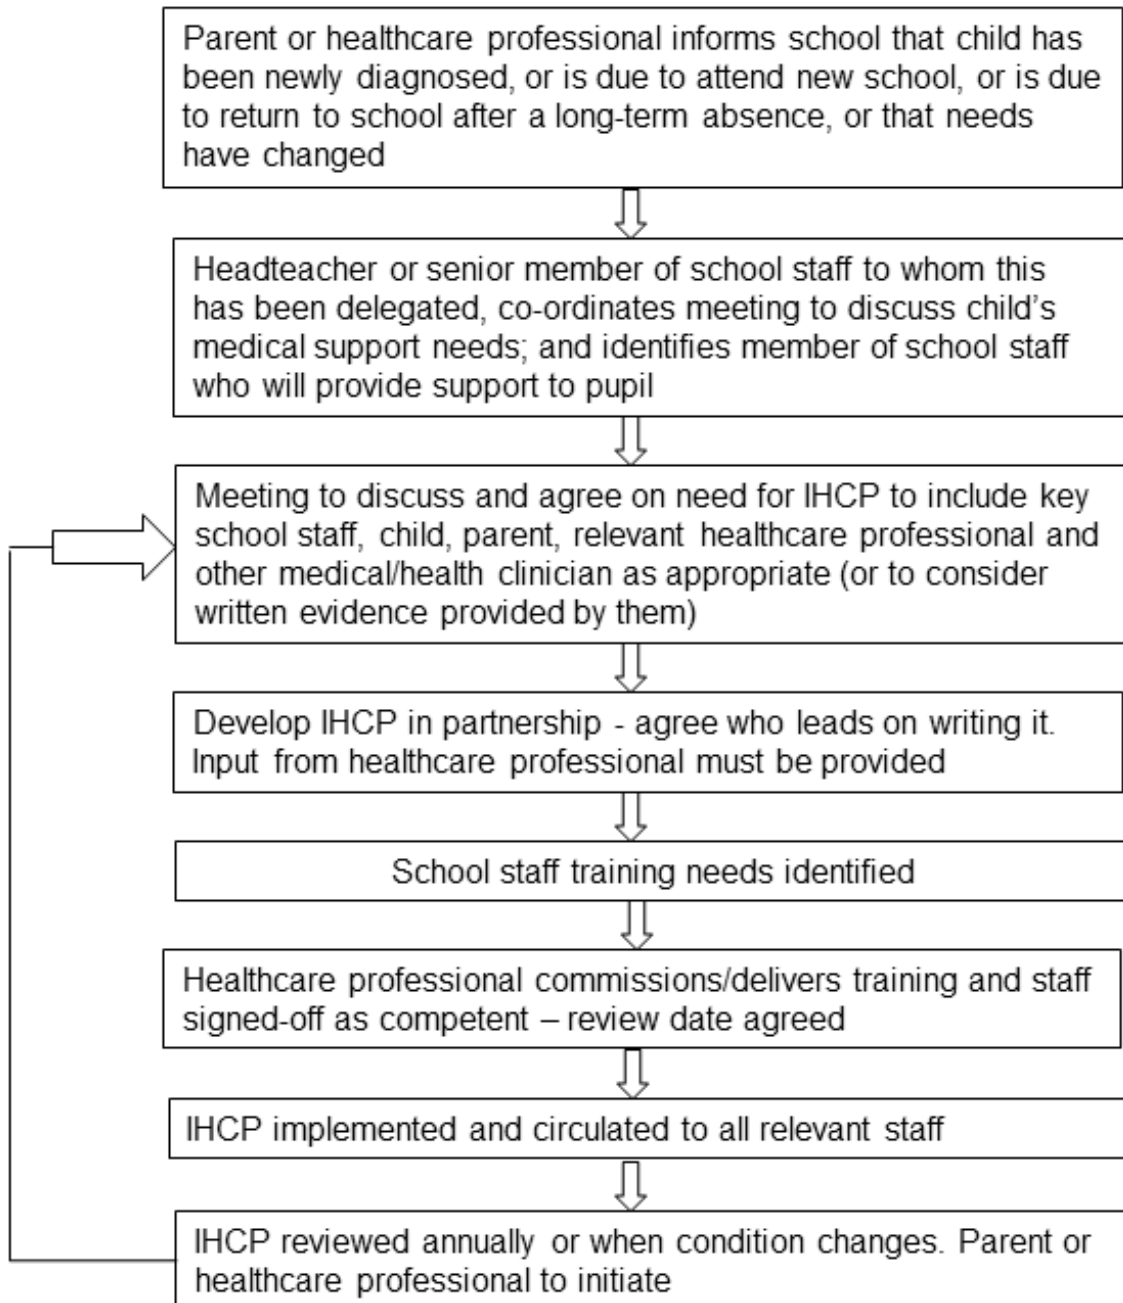 Parent or healthcare professional informs school that child has
been newly diagnosed, or is due to attend new school, or is due
to return to school after a long-term absence, or that needs
have changed
Headteacher or senior member of school staff to whom this
has been delegated, co-ordinates meeting to discuss child’s
medical support needs; and identifies member of school staff
who will provide support to pupil
Meeting to discuss and agree on need for IHCP to include key
school staff, child, parent, relevant healthcare professional and
other medical/health clinician as appropriate (or to consider
written evidence provided by them)
Develop IHCP in partnership - agree who leads on writing it.
Input from healthcare professional must be provided
School staff training needs identified
Healthcare professional commissions/delivers training and staff
signed-off as competent – review date agreed
IHCP implemented and circulated to all relevant staff
IHCP reviewed annually or when condition changes. Parent or
healthcare professional to initiate